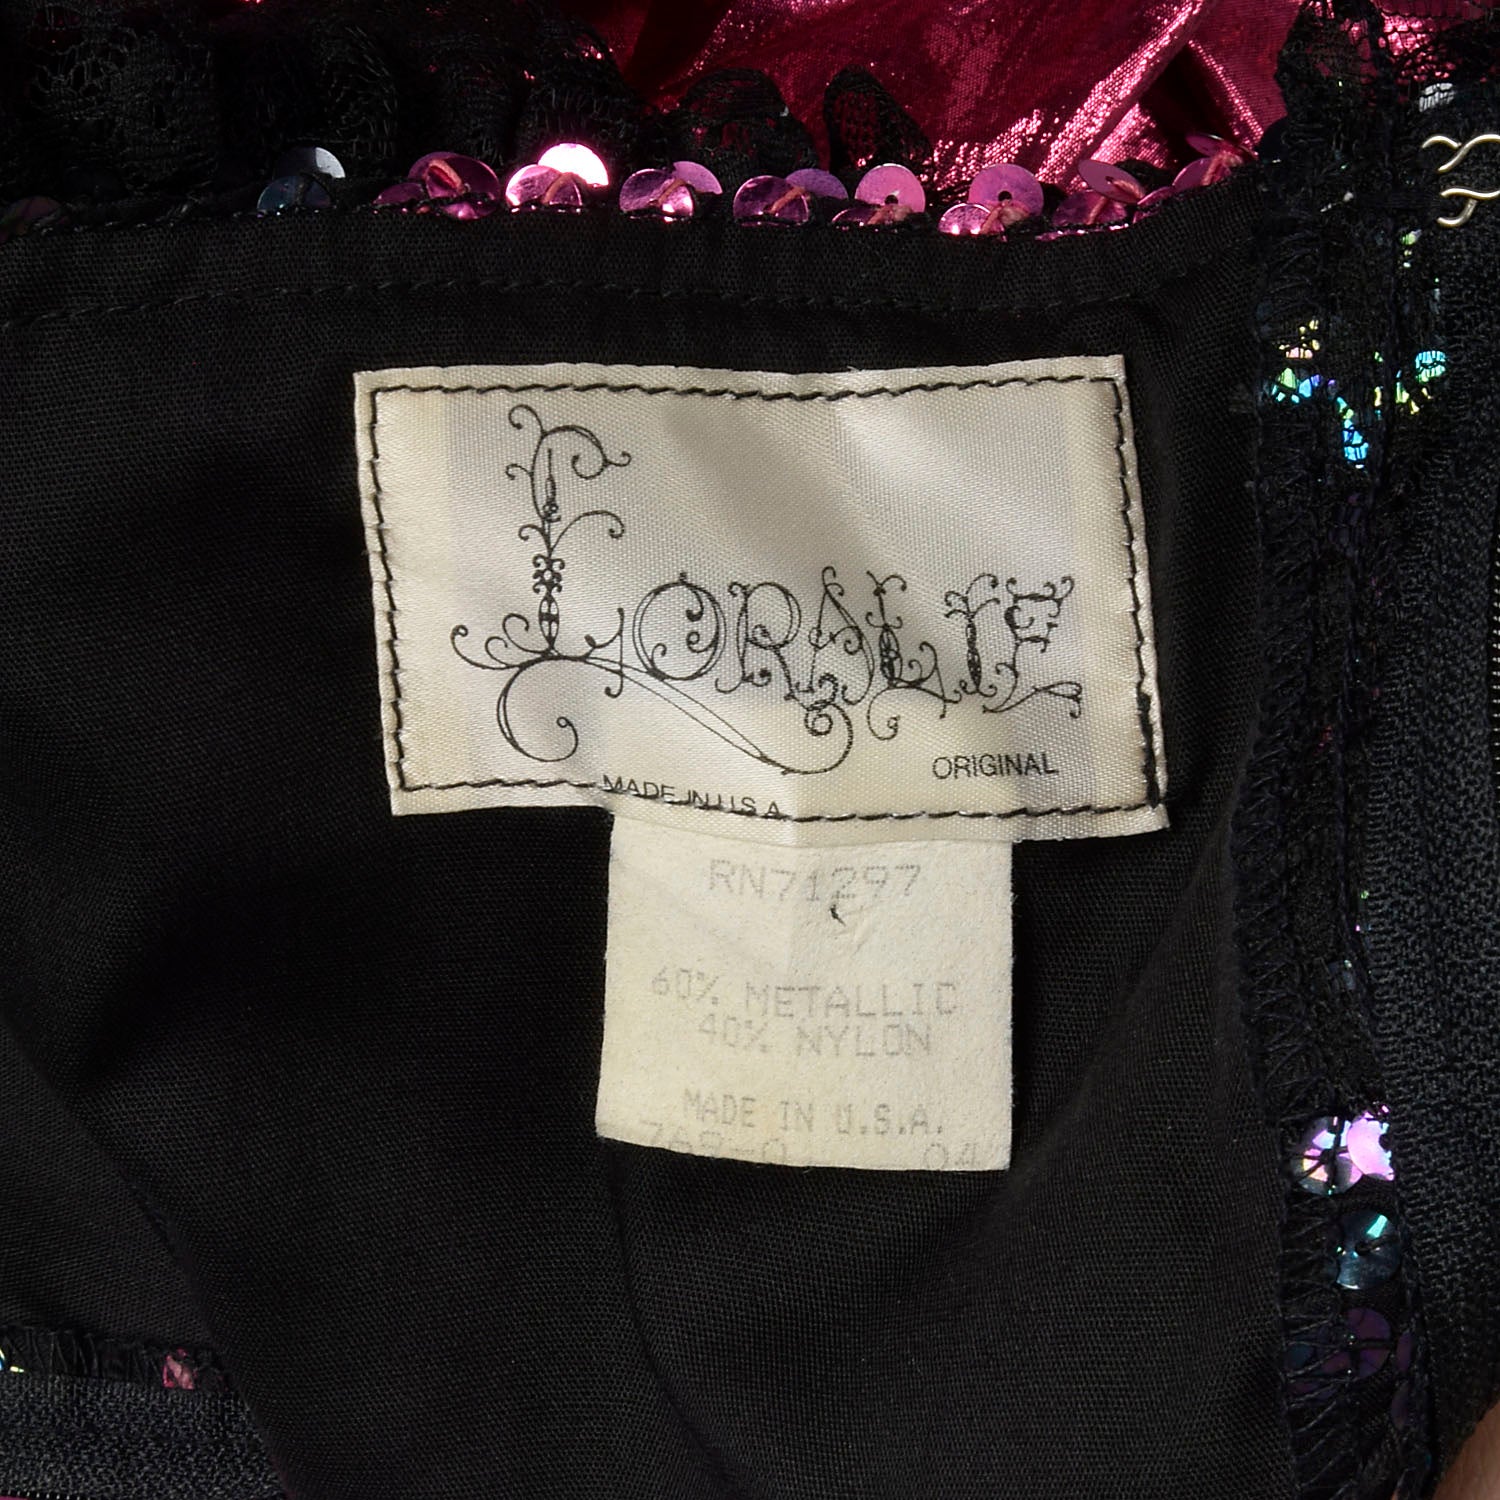 LORALIE
ORIGINAL
MADE IN U.S.A
RN71297
60% METALLIC
40% NYLON
MADE IN U.S.A.